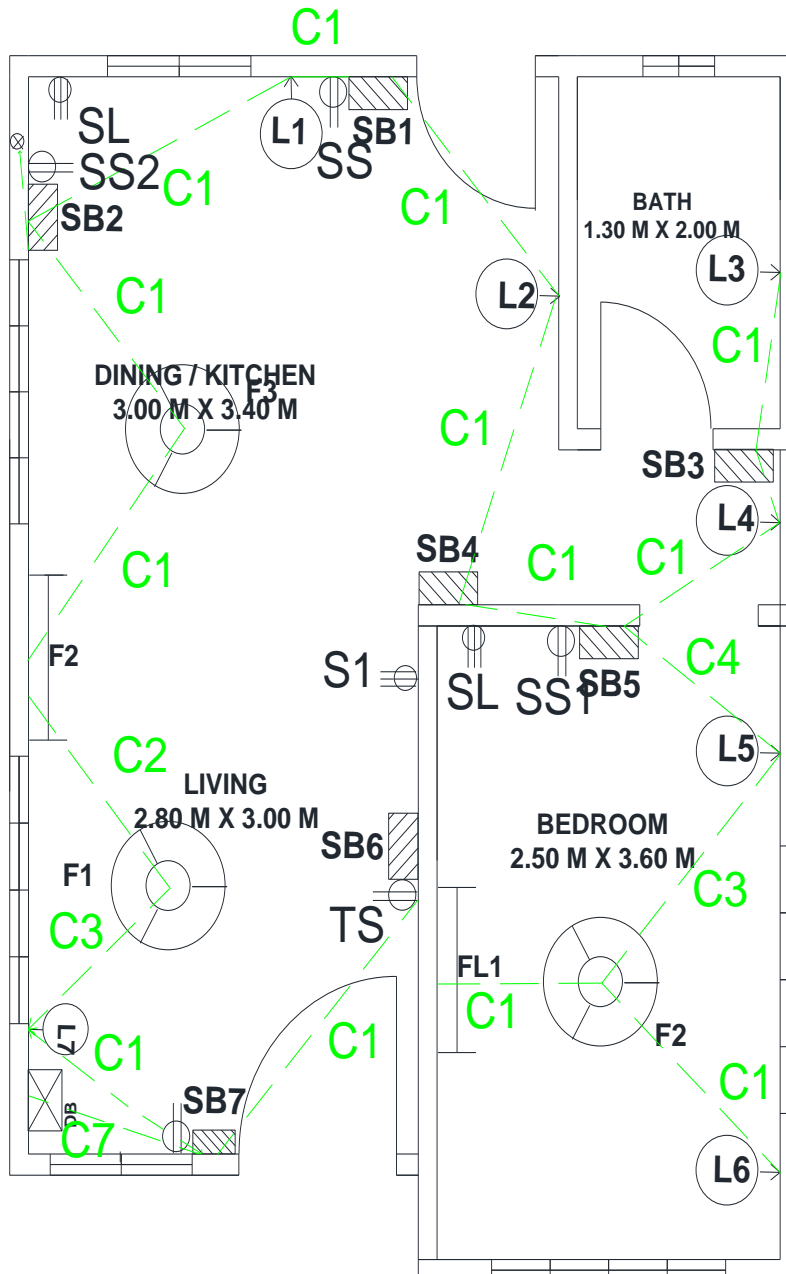 C1
SL
L1
SS
SB1
SS2
SB2
C1
C1
BATH
1.30 M X 2.00 M
L3
L2
C1
C1
DINING / KITCHEN
F3
3.00 M X 3.40 M
C1
SB3
L4
SB4
C1
C1
C1
F2
S1
SL
SS1
SB5
C4
L5
C2
LIVING
2.80 M X 3.00 M
SB6
BEDROOM
2.50 M X 3.60 M
F1
C3
TS
C3
FL1
C1
F2
L7
C1
C1
DB
SB7
C7
C1
L6